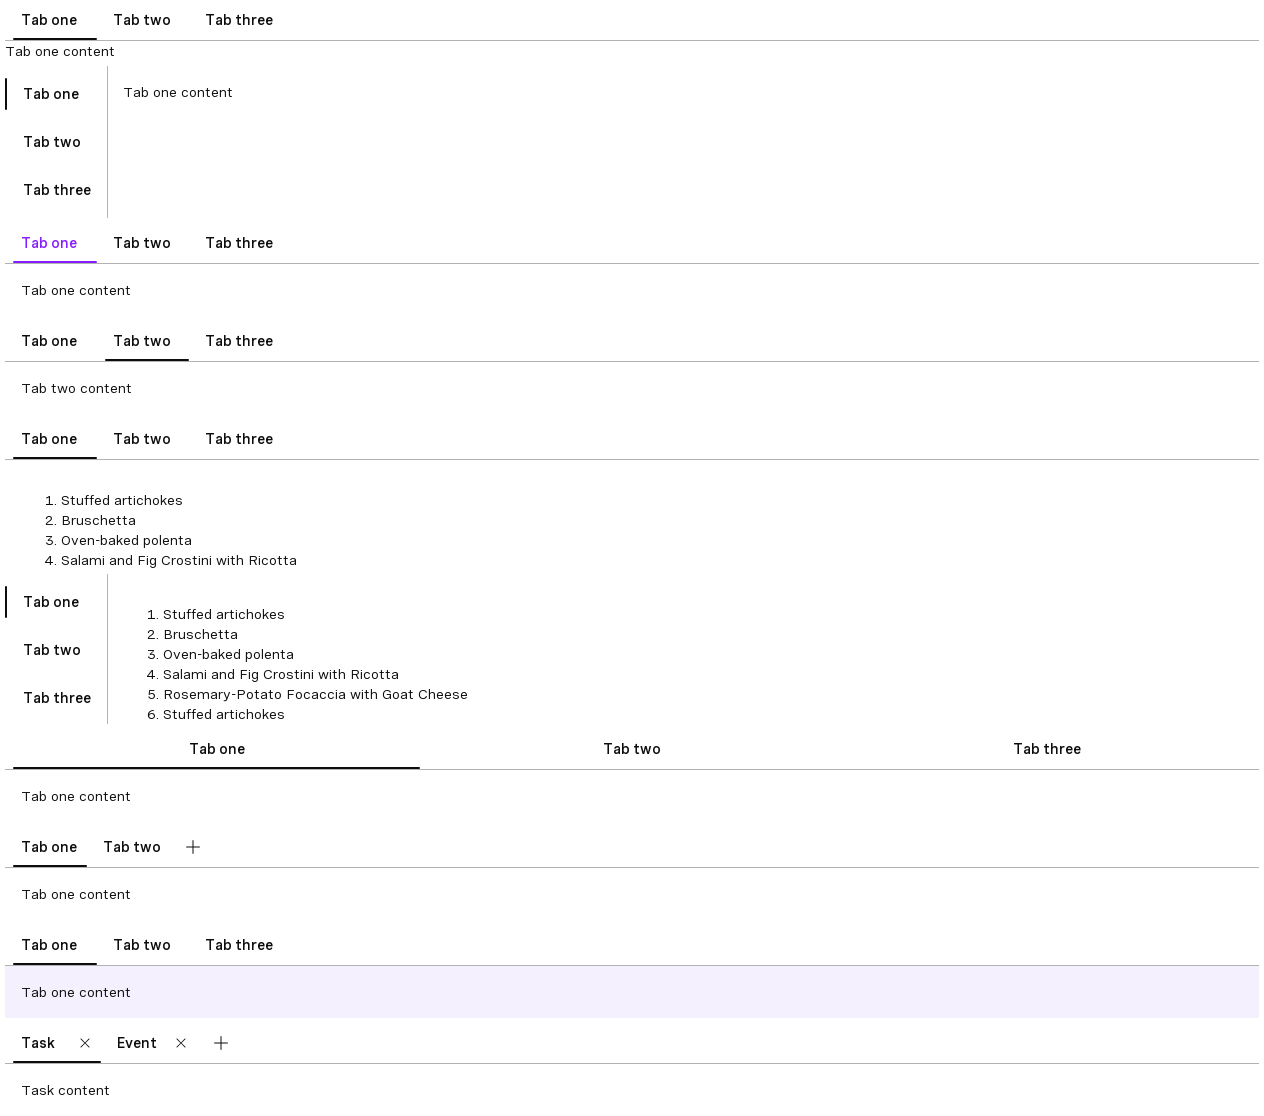 Tab one Tab two Tab three
Tab one content
Tab one
Tab one content
Tab two
Tab three
Tab one Tab two Tab three
Tab one content
Tab one Tab two Tab three
Tab two content
Tab one Tab two Tab three
1. Stuffed artichokes
2. Bruschetta
3. Oven-baked polenta
4. Salami and Fig Crostini with Ricotta
Tab one
Tab two
Tab three
1. Stuffed artichokes
2. Bruschetta
3. Oven-baked polenta
4. Salami and Fig Crostini with Ricotta
5. Rosemary-Potato Focaccia with Goat Cheese
6. Stuffed artichokes
Tab one Tab two Tab three
Tab one content
Tab one Tab two
Tab one content
Tab one Tab two Tab three
Tab one content
Task Event
Task content